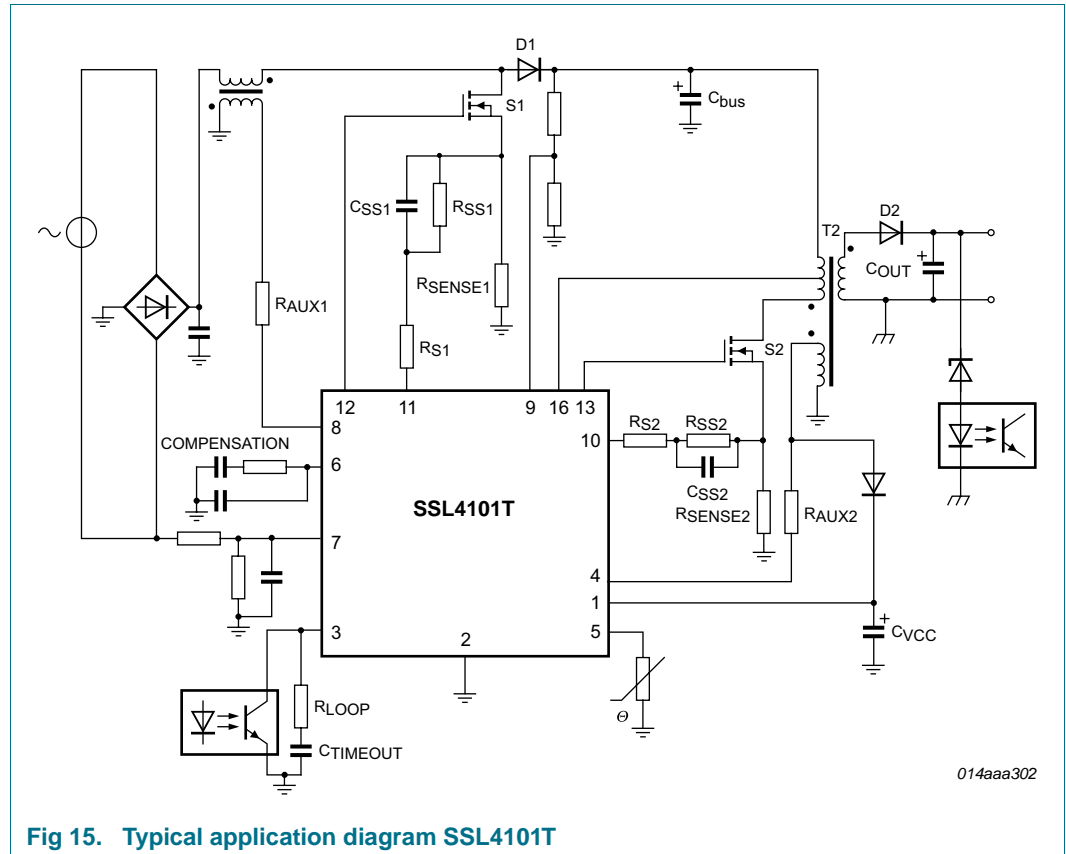 D1
S1
Cbus
CSS1
RSS1
D2
T2
COUT
RSENSE1
RAUX1
RS1
S2
12
11
9
16
13
8
10
RS2
RSS2
COMPENSATION
6
CSS2
SSL4101T
RSENSE2
RAUX2
7
4
1
3
2
5
CVCC
RLOOP
Θ
CTIMEOUT
014aaa302
Fig 15. Typical application diagram SSL4101T